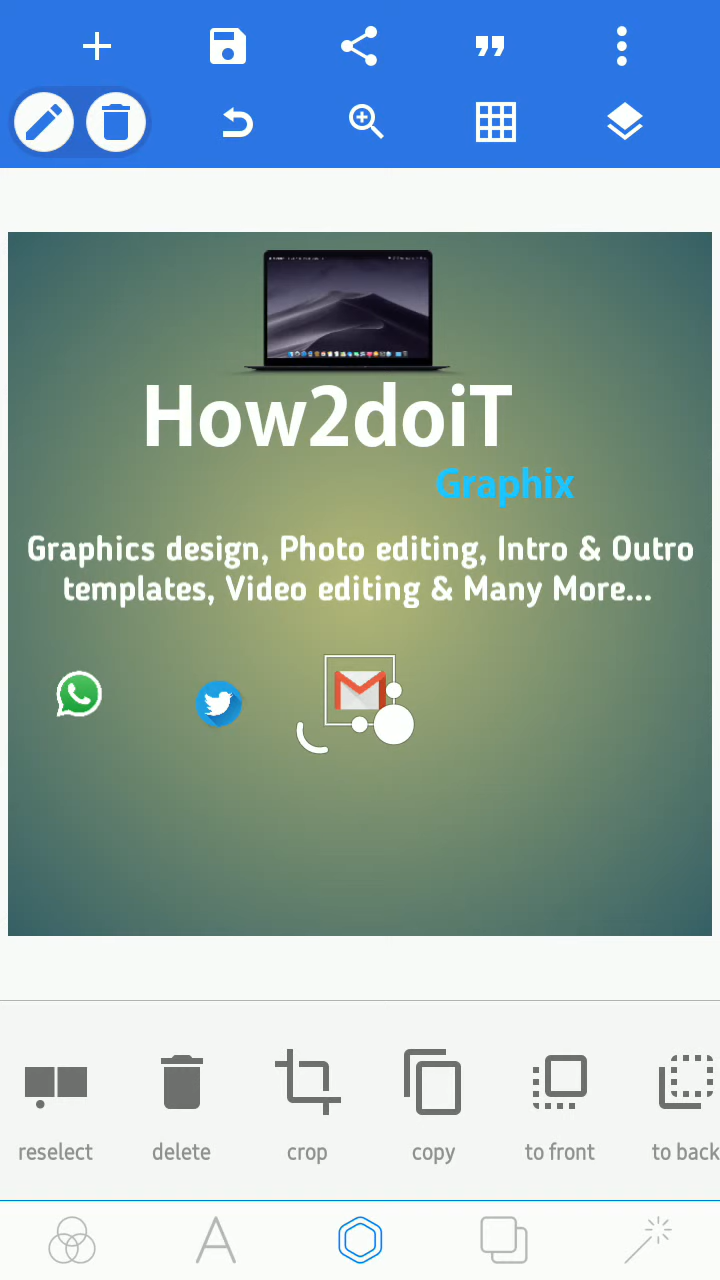 How2doiT
Graphix
Graphics design, Photo editing, Intro & Outro
templates, Video editing & Many More...
reselect
delete
crop
copy
to front
to back